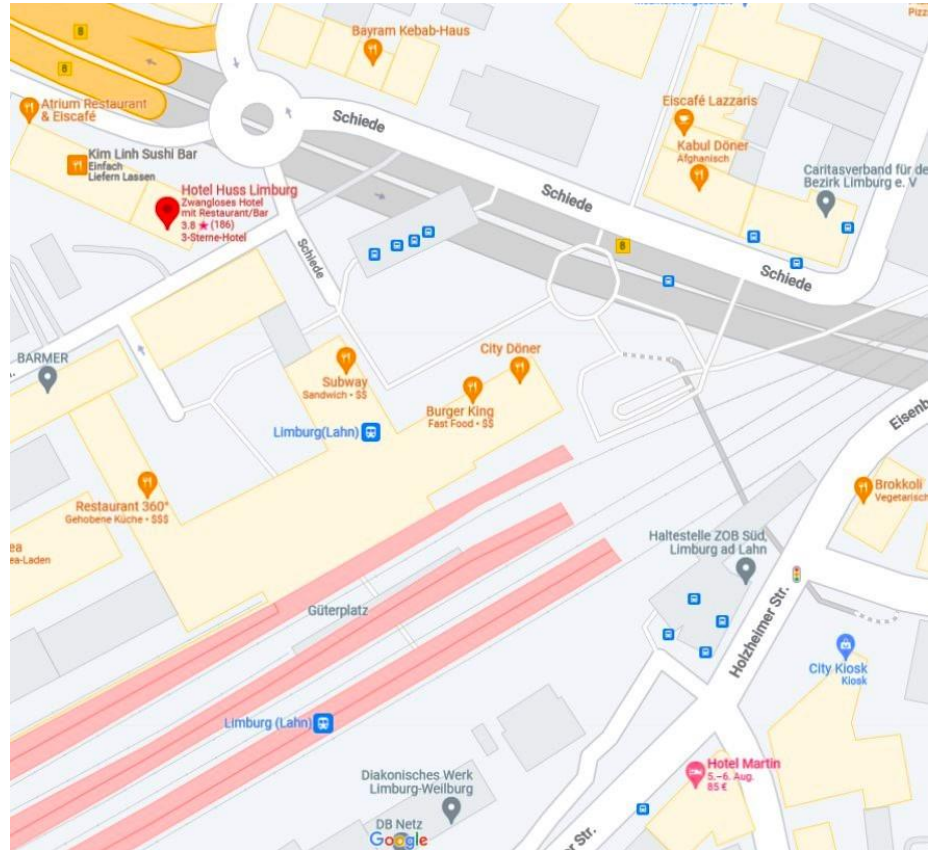 Bayram Kebab-Haus
8
8
Atrium Restaurant
& Eiscafé
Schiede
Eiscafé Lazzaris
Kabul Döner
Afghanisch
Kim Linh Sushi Bar
Einfach
Liefern Lassen
Caritasverband für de
Bezirk Limburg e. V
Hotel Huss Limburg
Zwangloses Hotel
mit Restaurant/Bar
3.8 ★ (186)
3-Sterne-Hotel
Schiede
Schiede
8
Schiede
BARMER
City Döner
Subway
Sandwich • $$
Burger King
Fast Food • $$
Eisenb
Limburg(Lahn)
Restaurant 360°
Gehobene Küche • $$$
Brokkoli
Vegetarisch
ea
ea-Laden
Haltestelle ZOB Süd,
Limburg ad Lahn
Güterplatz
Holzheimer Str.
City Kiosk
Kiosk
Limburg (Lahn)
Hotel Martin
5.–6. Aug.
85 €
Diakonisches Werk
Limburg-Weilburg
DB Netz
Google
er Str.